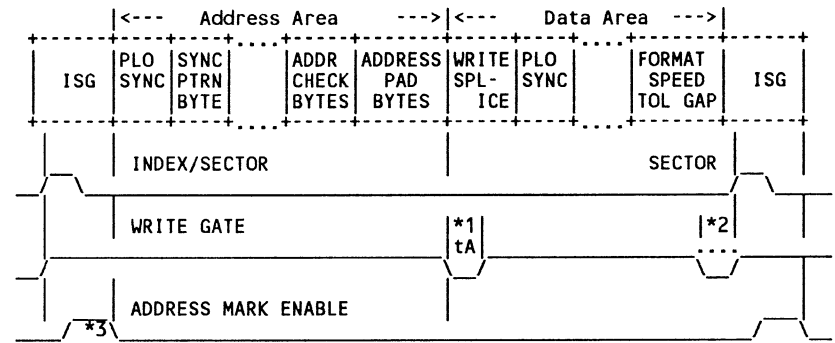 |<--- Address Area --->|<--- Data Area --->|
PLO SYNC ADDR ADDRESS WRITE PLO FORMAT
ISG SYNC PTRN CHECK PAD SPL- SYNC SPEED ISG
BYTE BYTES BYTES ICE TOL GAP
INDEX/SECTOR SECTOR
WRITE GATE *1 *2
tA
ADDRESS MARK ENABLE
*3